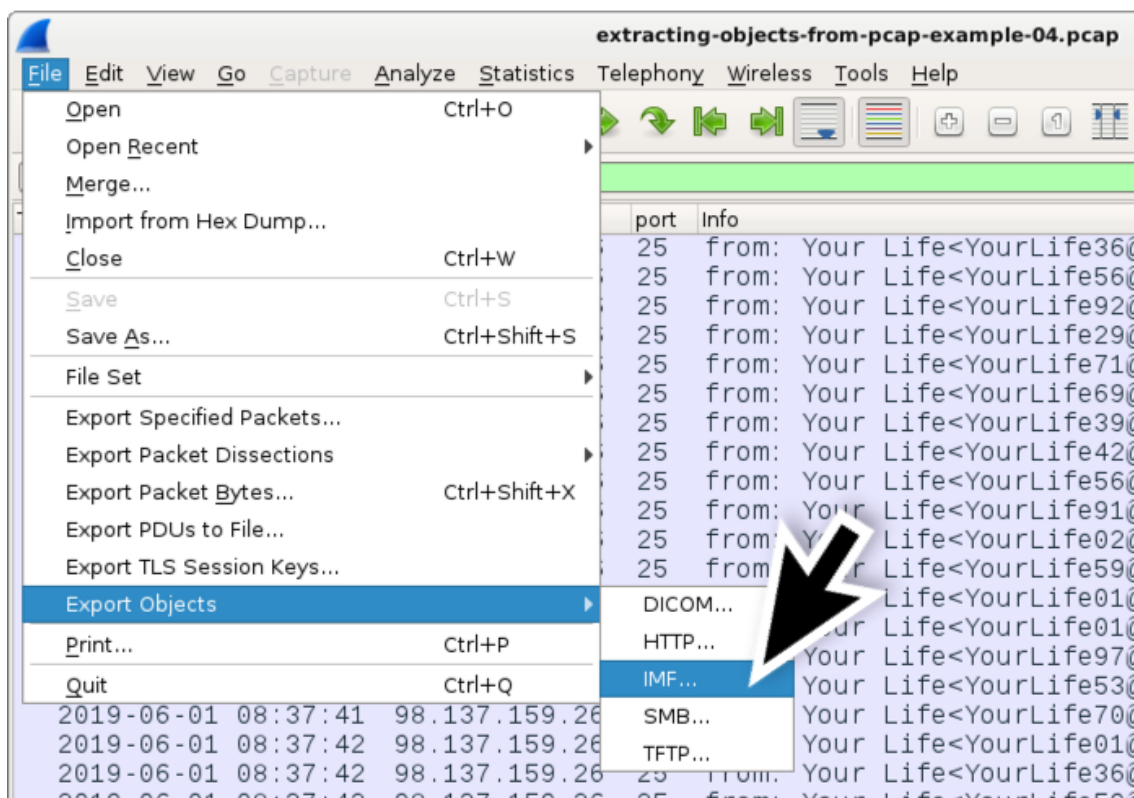 extracting-objects-from-pcap-example-04.pcap
File Edit View Go Capture Analyze Statistics Telephony Wireless Tools Help
Open Ctrl+O
Open Recent
Merge...
Import from Hex Dump...
Close Ctrl+W
Save Ctrl+S
Save As... Ctrl+Shift+S
File Set
Export Specified Packets...
Export Packet Dissections
Export Packet Bytes... Ctrl+Shift+X
Export PDUs to File...
Export TLS Session Keys...
Export Objects
Print... Ctrl+P
Quit Ctrl+Q
DICOM...
HTTP...
IMF...
SMB...
TFTP...
port Info
25 from: Your Life<YourLife36@
25 from: Your Life<YourLife56@
25 from: Your Life<YourLife92@
25 from: Your Life<YourLife29@
25 from: Your Life<YourLife71@
25 from: Your Life<YourLife69@
25 from: Your Life<YourLife39@
25 from: Your Life<YourLife42@
25 from: Your Life<YourLife56@
25 from: Your Life<YourLife91@
25 from: Life<YourLife02@
25 from Life<YourLife59@
Life<YourLife01@
Life<YourLife01@
Your Life<YourLife97@
Your Life<YourLife53@
2019-06-01 08:37:41 98.137.159.26 Your Life<YourLife70@
2019-06-01 08:37:42 98.137.159.26 Your Life<YourLife01@
2019-06-01 08:37:42 98.137.159.26 25 from: Your Life<YourLife36@